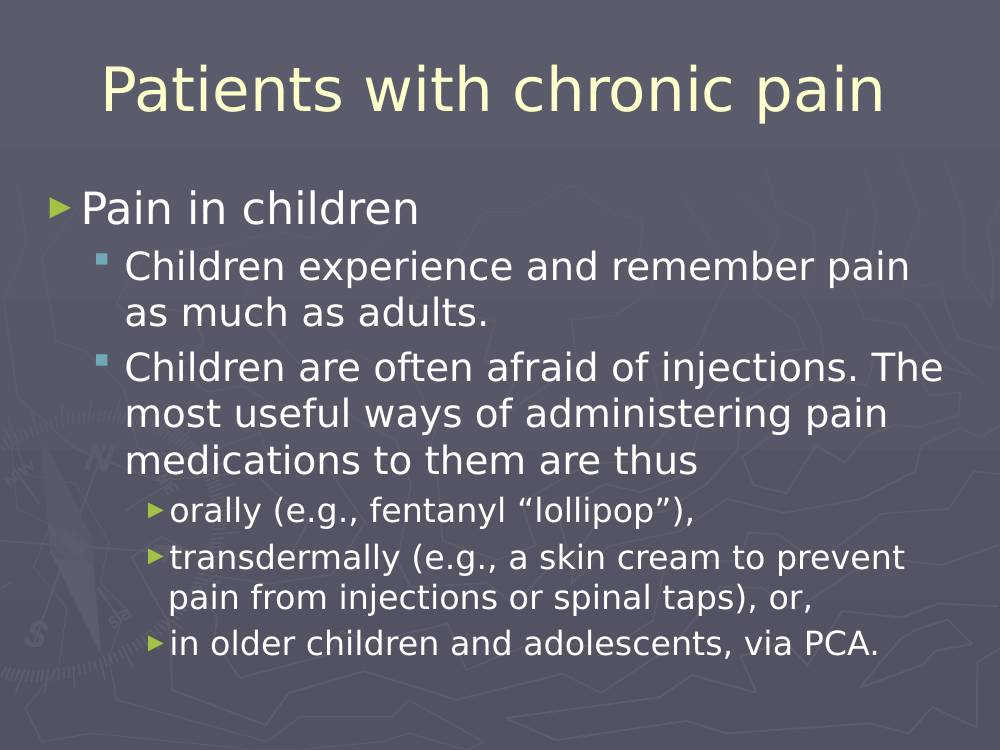 Patients with chronic pain
Pain in children
Children experience and remember pain
as much as adults.
Children are often afraid of injections. The
most useful ways of administering pain
medications to them are thus
orally (e.g., fentanyl “lollipop”),
transdermally (e.g., a skin cream to prevent
pain from injections or spinal taps), or,
in older children and adolescents, via PCA.
N
NW
S
SE